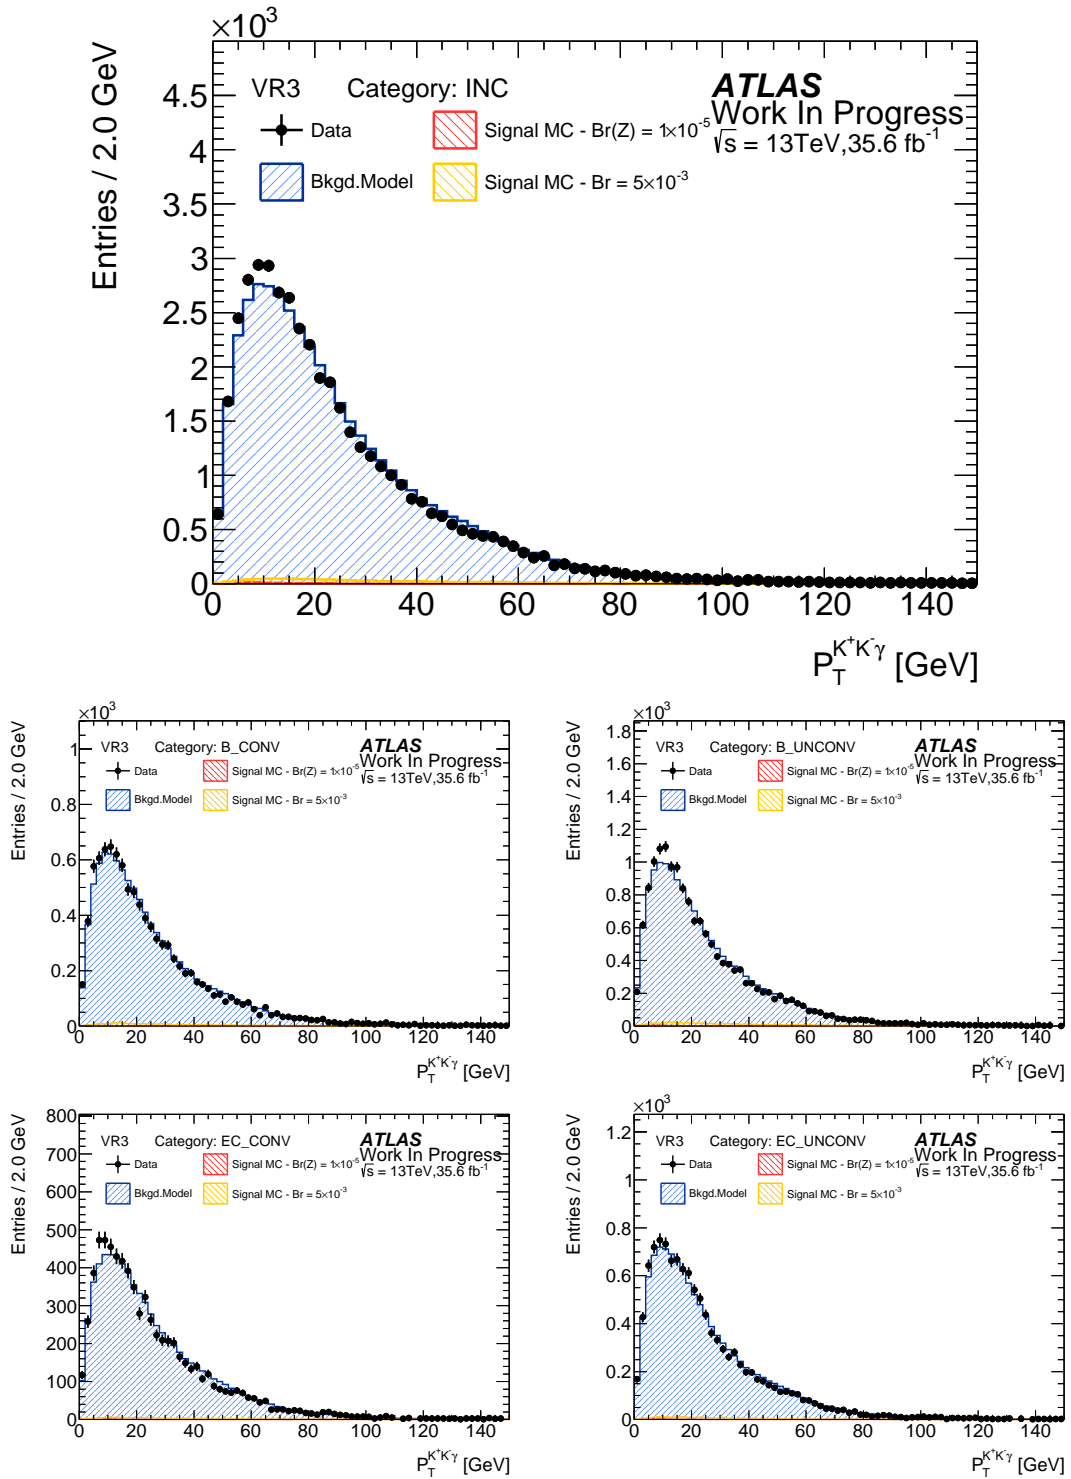 ×10³
Entries / 2.0 GeV
VR3 Category: INC
Data
Bkgd.Model
Signal MC - Br(Z) = 1×10⁻⁵
Signal MC - Br = 5×10⁻³
ATLAS
Work In Progress
√s = 13TeV,35.6 fb⁻¹
4.5
4
3.5
3
2.5
2
1.5
1
0.5
0
0 20 40 60 80 100 120 140
P_T^{K⁺K⁻γ} [GeV]
×10³
Entries / 2.0 GeV
VR3 Category: B_CONV
Data
Bkgd.Model
Signal MC - Br(Z) = 1×10⁻⁵
Signal MC - Br = 5×10⁻³
ATLAS
Work In Progress
√s = 13TeV,35.6 fb⁻¹
1
0.8
0.6
0.4
0.2
0
0 20 40 60 80 100 120 140
P_T^{K⁺K⁻γ} [GeV]
×10³
Entries / 2.0 GeV
VR3 Category: B_UNCONV
Data
Bkgd.Model
Signal MC - Br(Z) = 1×10⁻⁵
Signal MC - Br = 5×10⁻³
ATLAS
Work In Progress
√s = 13TeV,35.6 fb⁻¹
1.8
1.6
1.4
1.2
1
0.8
0.6
0.4
0.2
0
0 20 40 60 80 100 120 140
P_T^{K⁺K⁻γ} [GeV]
Entries / 2.0 GeV
VR3 Category: EC_CONV
Data
Bkgd.Model
Signal MC - Br(Z) = 1×10⁻⁵
Signal MC - Br = 5×10⁻³
ATLAS
Work In Progress
√s = 13TeV,35.6 fb⁻¹
800
700
600
500
400
300
200
100
0
0 20 40 60 80 100 120 140
P_T^{K⁺K⁻γ} [GeV]
×10³
Entries / 2.0 GeV
VR3 Category: EC_UNCONV
Data
Bkgd.Model
Signal MC - Br(Z) = 1×10⁻⁵
Signal MC - Br = 5×10⁻³
ATLAS
Work In Progress
√s = 13TeV,35.6 fb⁻¹
1.2
1
0.8
0.6
0.4
0.2
0
0 20 40 60 80 100 120 140
P_T^{K⁺K⁻γ} [GeV]